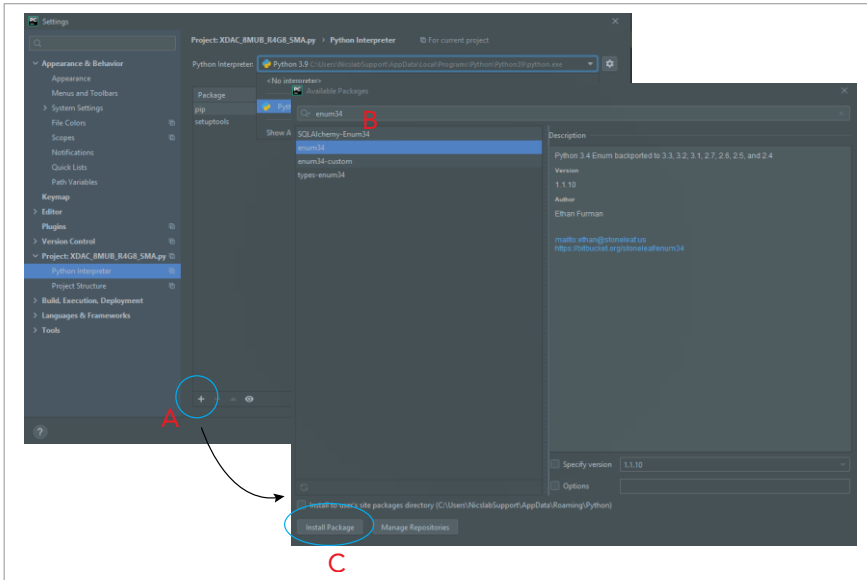 Settings
Project: XDAC_8MUB_R4G8_SMA.py > Python Interpreter For current project
Appearance & Behavior
Python Interpreter: Python 3.9 C:\Users\NicslabSupport\AppData\Local\Programs\Python\Python39\python.exe
Appearance
<No interpreter>
Menus and Toolbars
System Settings
File Colors
Scopes
Notifications
Quick Lists
Path Variables
Keymap
Editor
Plugins
Version Control
Project: XDAC_8MUB_R4G8_SMA.py
Python Interpreter
Project Structure
Build, Execution, Deployment
Languages & Frameworks
Tools
Package
pip
setuptools
Pyt
Show A
A
Available Packages
enum34
B
SQLAlchemy-Enum34
enum34
enum34-custom
types-enum34
Description
Python 3.4 Enum backported to 3.3, 3.2, 3.1, 2.7, 2.6, 2.5, and 2.4
Version
1.1.10
Author
Ethan Furman
mailto:ethan@stoneleaf.us
https://bitbucket.org/stoneleaf/enum34
Specify version 1.1.10
Options
Install to user's site packages directory (C:\Users\NicslabSupport\AppData\Roaming\Python)
Install Package Manage Repositories
C